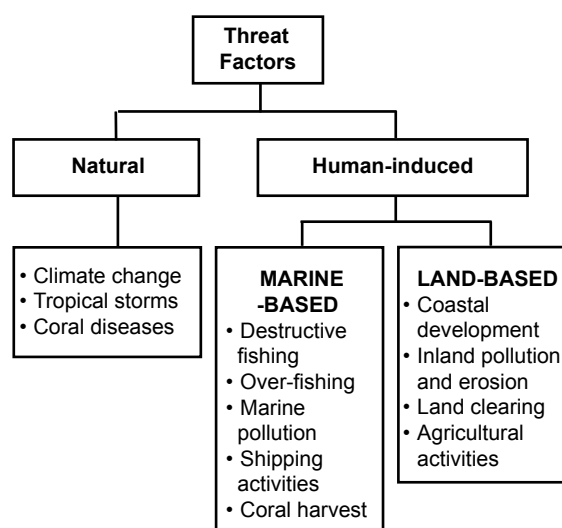 Threat
Factors
Natural
Human-induced
• Climate change
• Tropical storms
• Coral diseases
MARINE
-BASED
• Destructive
fishing
• Over-fishing
• Marine
pollution
• Shipping
activities
• Coral harvest
LAND-BASED
• Coastal
development
• Inland pollution
and erosion
• Land clearing
• Agricultural
activities